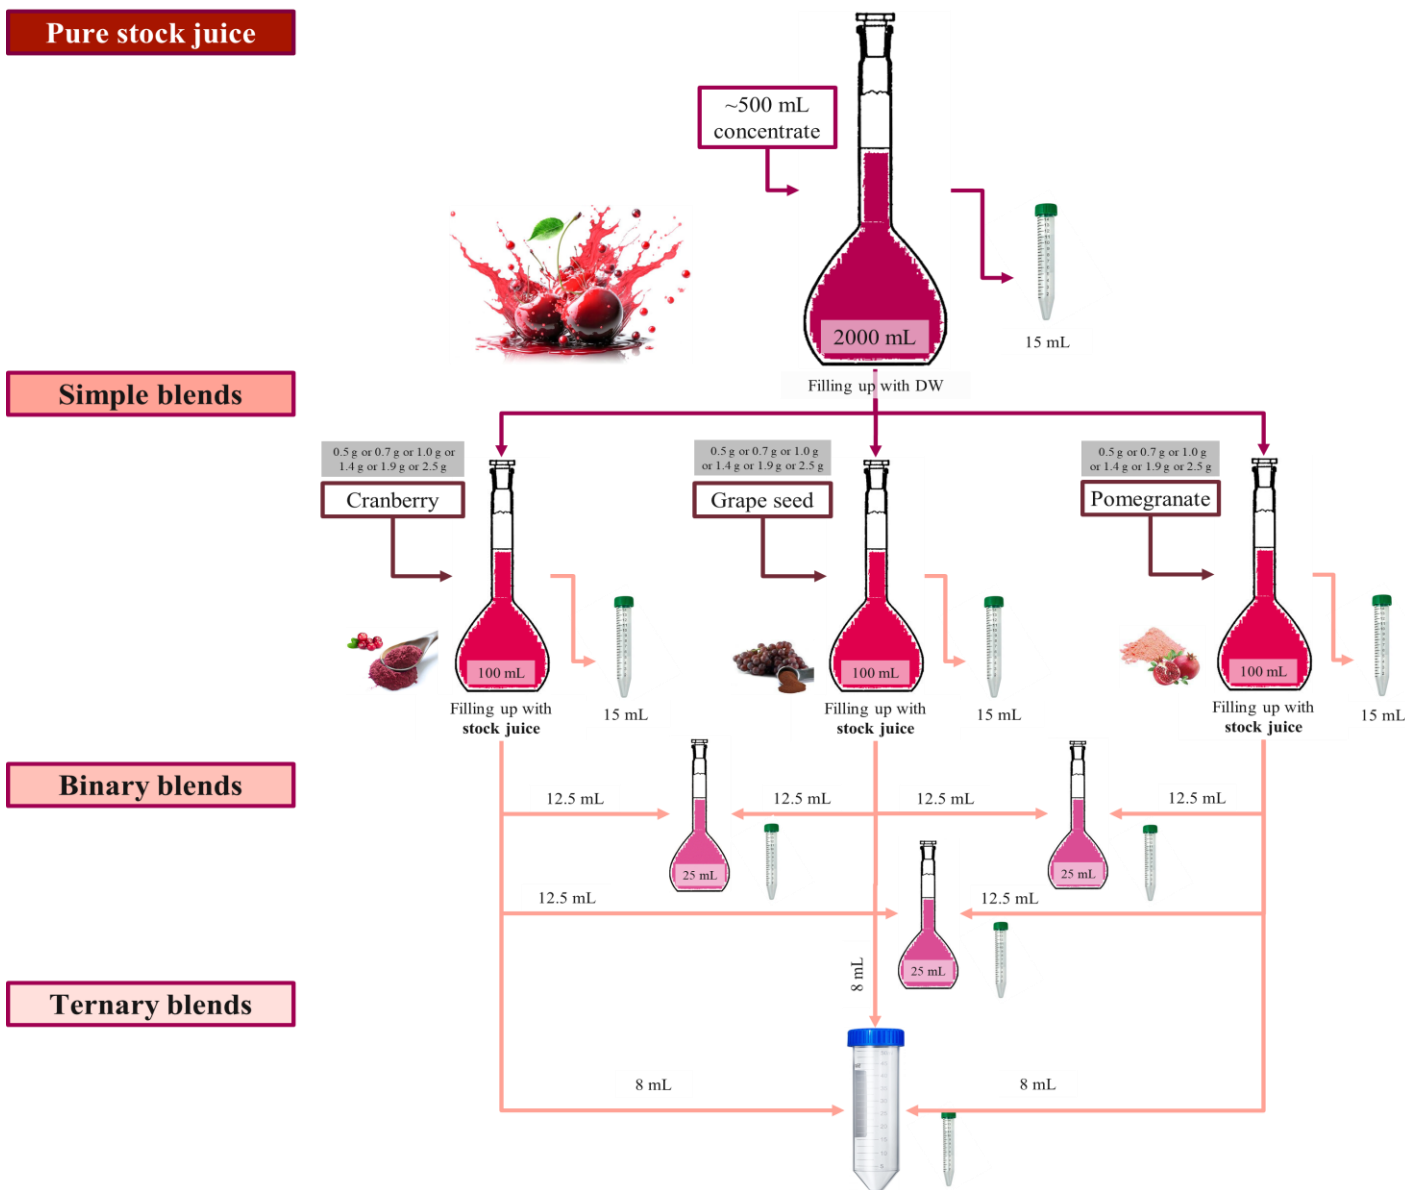 Pure stock juice
~500 mL
concentrate
2000 mL
15 mL
Filling up with DW
Simple blends
0.5 g or 0.7 g or 1.0 g or
1.4 g or 1.9 g or 2.5 g
Cranberry
0.5 g or 0.7 g or 1.0 g
or 1.4 g or 1.9 g or 2.5 g
Grape seed
0.5 g or 0.7 g or 1.0 g
or 1.4 g or 1.9 g or 2.5 g
Pomegranate
100 mL
100 mL
100 mL
Filling up with
stock juice
15 mL
Filling up with
stock juice
15 mL
Filling up with
stock juice
15 mL
Binary blends
12.5 mL
12.5 mL
12.5 mL
12.5 mL
25 mL
25 mL
12.5 mL
12.5 mL
25 mL
8 mL
Ternary blends
8 mL
8 mL